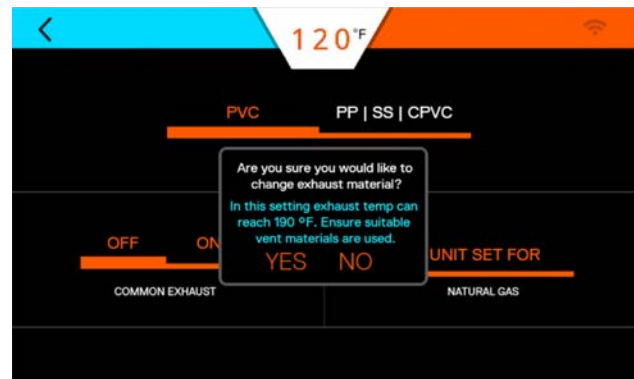 120°F
PVC
PP | SS | CPVC
Are you sure you would like to
change exhaust material?
In this setting exhaust temp can
reach 190 ºF. Ensure suitable
vent materials are used.
YES NO
OFF ON
COMMON EXHAUST
UNIT SET FOR
NATURAL GAS